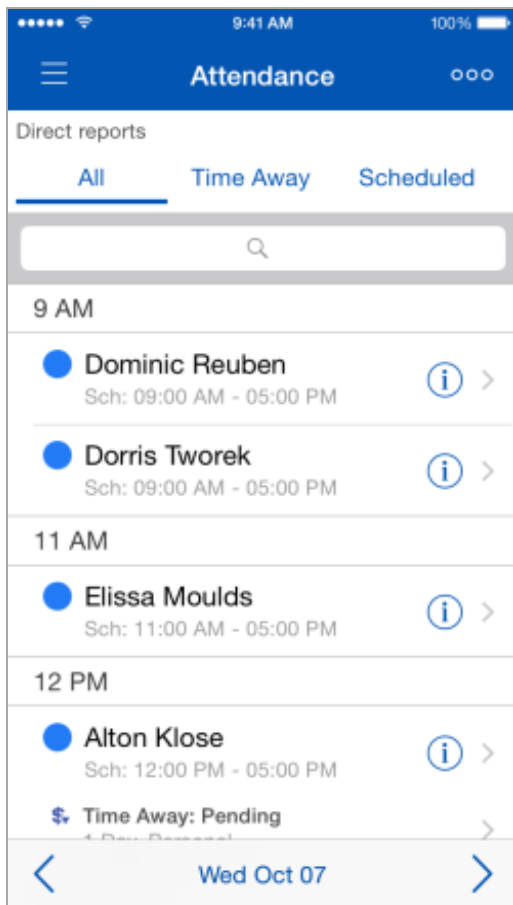 9:41 AM
100%
Attendance
Direct reports
All Time Away Scheduled
9 AM
Dominic Reuben
Sch: 09:00 AM - 05:00 PM
Dorris Tworek
Sch: 09:00 AM - 05:00 PM
11 AM
Elissa Moulds
Sch: 11:00 AM - 05:00 PM
12 PM
Alton Klose
Sch: 12:00 PM - 05:00 PM
Time Away: Pending
1 Day, Personal
Wed Oct 07